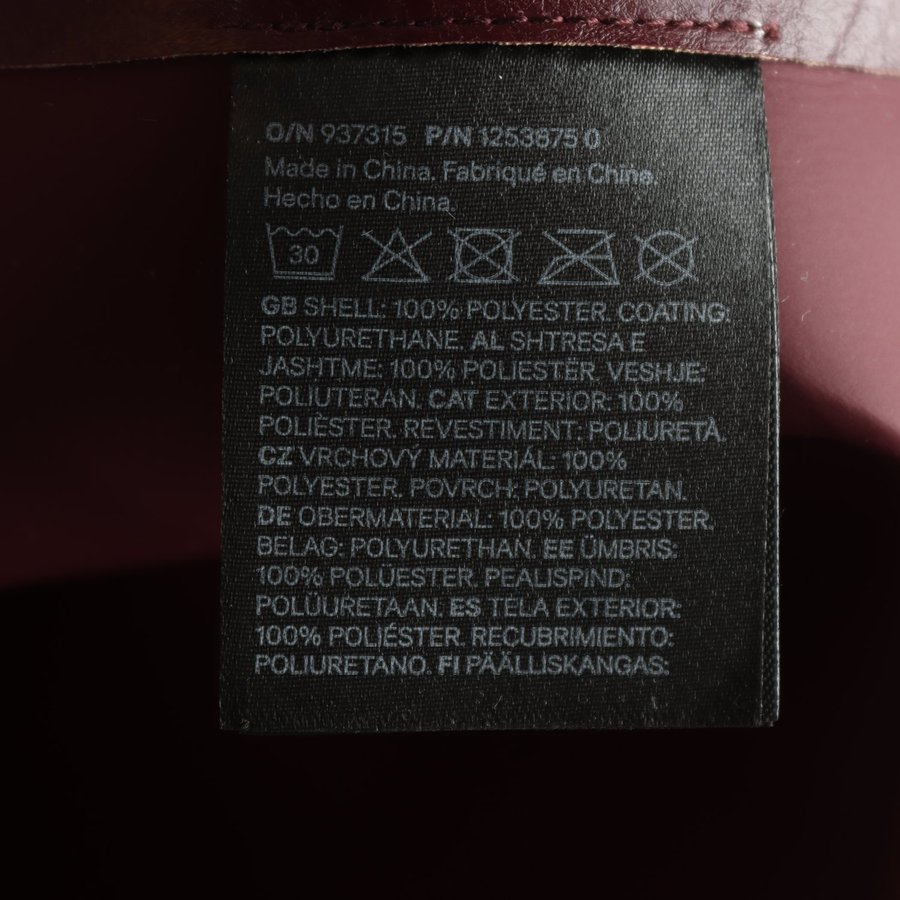 O/N 937315 P/N 1253875 0
Made in China. Fabriqué en Chine.
Hecho en China.
30
GB SHELL: 100% POLYESTER. COATING:
POLYURETHANE. AL SHTRESA E
JASHTME: 100% POLIESTËR. VESHJE:
POLIUTERAN. CAT EXTERIOR: 100%
POLIÈSTER. REVESTIMENT: POLIURETÀ.
CZ VRCHOVÝ MATERIÁL: 100%
POLYESTER. POVRCH: POLYURETAN.
DE OBERMATERIAL: 100% POLYESTER.
BELAG: POLYURETHAN. EE ÜMBRIS:
100% POLÜESTER. PEALISPIND:
POLÜURETAAN. ES TELA EXTERIOR:
100% POLIÉSTER. RECUBRIMIENTO:
POLIURETANO. FI PÄÄLLISKANGAS: